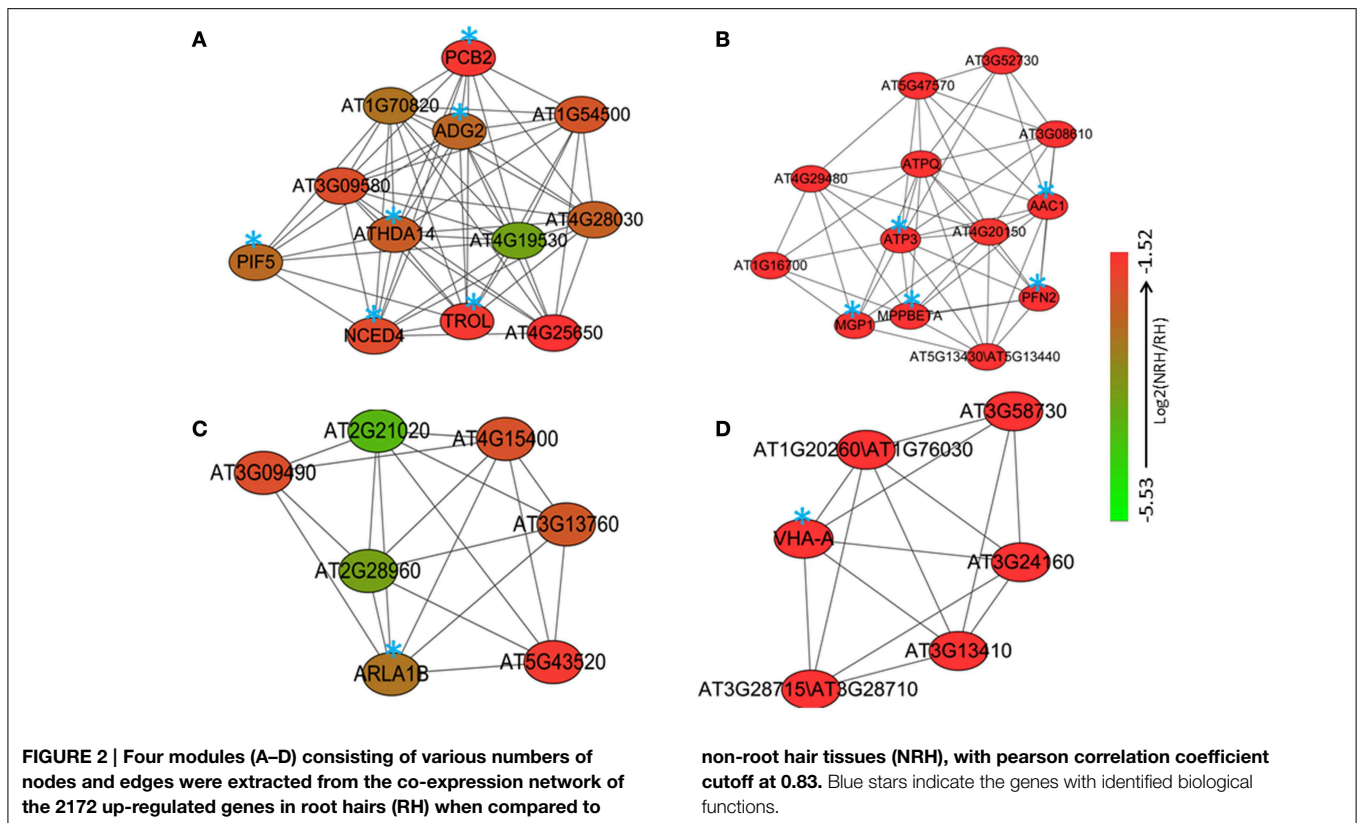 A
*
PCB2
AT1G70820
*
ADG2
AT1G54500
AT3G09580
*
ATHDA14
AT4G28030
AT4G19530
*
PIF5
*
NCED4
*
TROL
AT4G25650
B
AT3G52730
AT5G47570
AT3G08610
ATPQ
AT4G29480
*
AAC1
*
ATP3
AT4G20150
AT1G16700
*
PFN2
*
MGP1
*
MPPBETA
AT5G13430\AT5G13440
C
AT2G21020
AT4G15400
AT3G09490
AT3G13760
AT2G28960
*
ARLA1B
AT5G43520
D
AT3G58730
AT1G20260\AT1G76030
*
VHA-A
AT3G24160
AT3G13410
AT3G28715\AT3G28710
-5.53
-1.52
Log2(NRH/RH)
FIGURE 2 | Four modules (A–D) consisting of various numbers of
nodes and edges were extracted from the co-expression network of
the 2172 up-regulated genes in root hairs (RH) when compared to
non-root hair tissues (NRH), with pearson correlation coefficient
cutoff at 0.83. Blue stars indicate the genes with identified biological
functions.